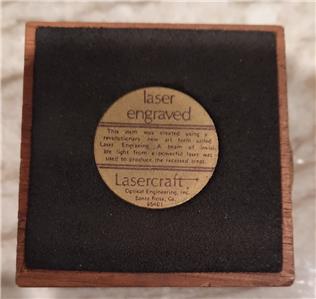 laser
engraved
This item was created using a
revolutionary new art form called
Laser Engraving. A beam of invisi-
ble light from a powerful laser was
used to produce the recessed areas.
Lasercraft
Optical Engineering, Inc.
Santa Rosa, Ca.
95401